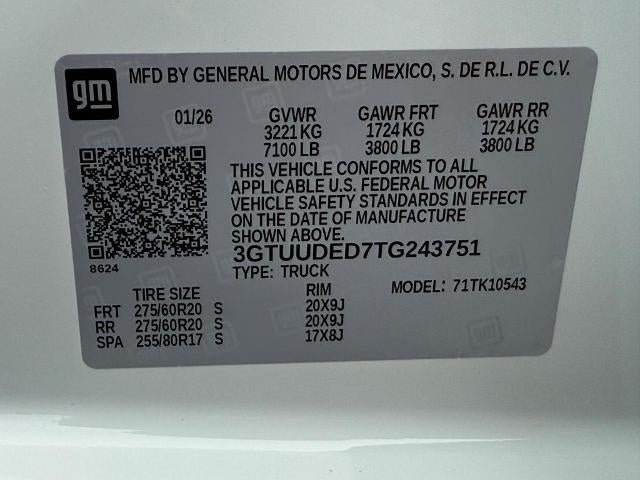 gm
MFD BY GENERAL MOTORS DE MEXICO, S. DE R.L. DE C.V.
01/26 GVWR GAWR FRT GAWR RR
3221 KG 1724 KG 1724 KG
7100 LB 3800 LB 3800 LB
THIS VEHICLE CONFORMS TO ALL
APPLICABLE U.S. FEDERAL MOTOR
VEHICLE SAFETY STANDARDS IN EFFECT
ON THE DATE OF MANUFACTURE
SHOWN ABOVE.
3GTUUDED7TG243751
8624
TYPE: TRUCK
TIRE SIZE RIM MODEL: 71TK10543
FRT 275/60R20 S 20X9J
RR 275/60R20 S 20X9J
SPA 255/80R17 S 17X8J